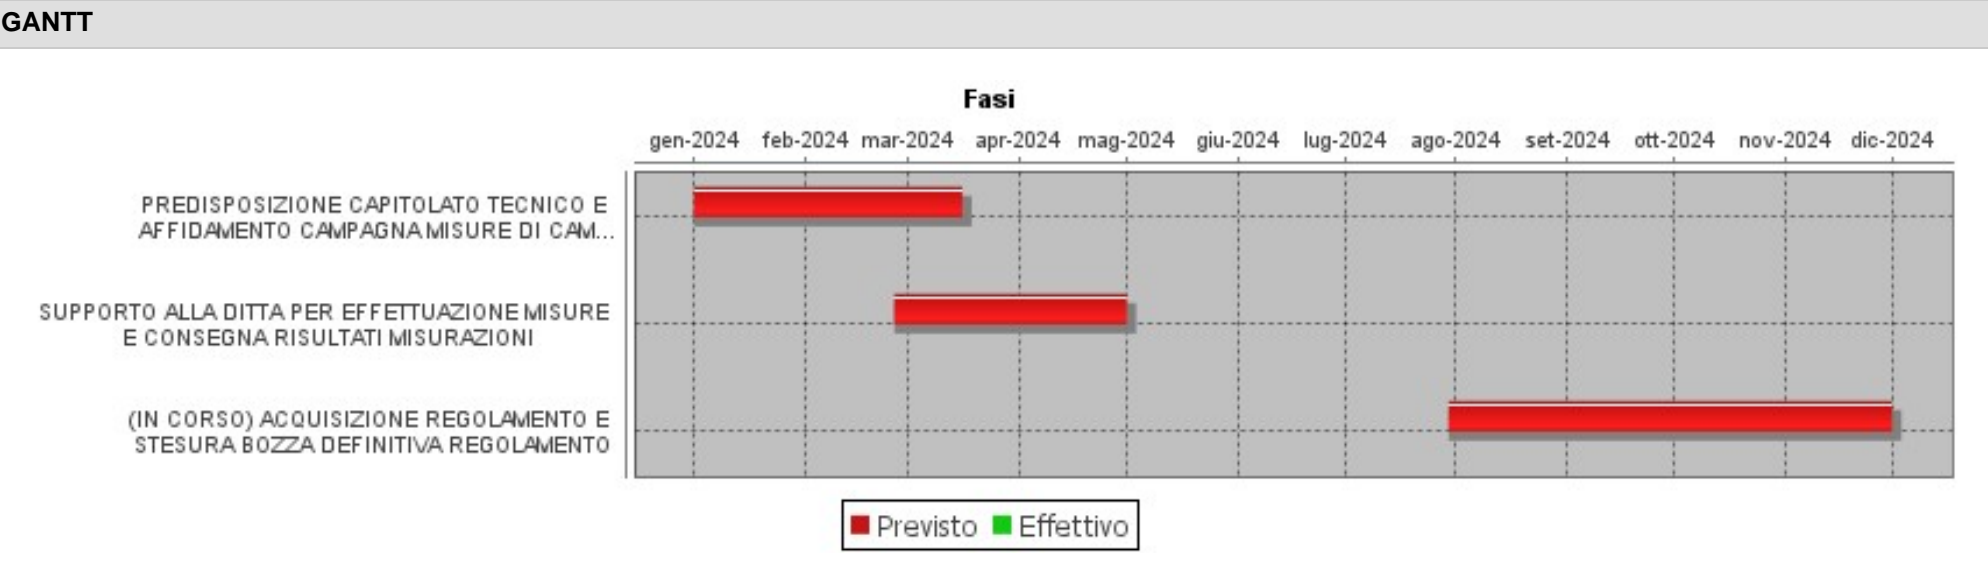 GANTT
Fasi
gen-2024 feb-2024 mar-2024 apr-2024 mag-2024 giu-2024 lug-2024 ago-2024 set-2024 ott-2024 nov-2024 dic-2024
PREDISPOSIZIONE CAPITOLATO TECNICO E
AFFIDAMENTO CAMPAGNA MISURE DI CAM...
SUPPORTO ALLA DITTA PER EFFETTUAZIONE MISURE
E CONSEGNA RISULTATI MISURAZIONI
(IN CORSO) ACQUISIZIONE REGOLAMENTO E
STESURA BOZZA DEFINITIVA REGOLAMENTO
Previsto Effettivo